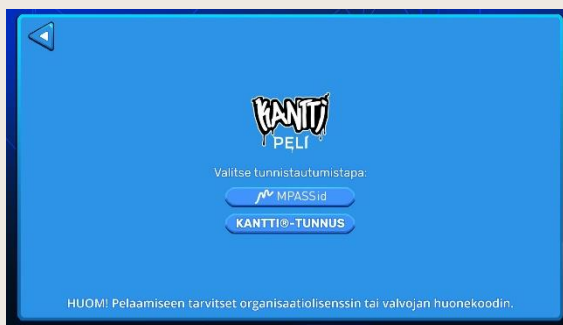 KANTTI
PELI
Valitse tunnistautumistapa:
MPASSid
KANTTI®-TUNNUS
HUOM! Pelaamiseen tarvitset organisaatiolisenssin tai valvojan huonekoodin.